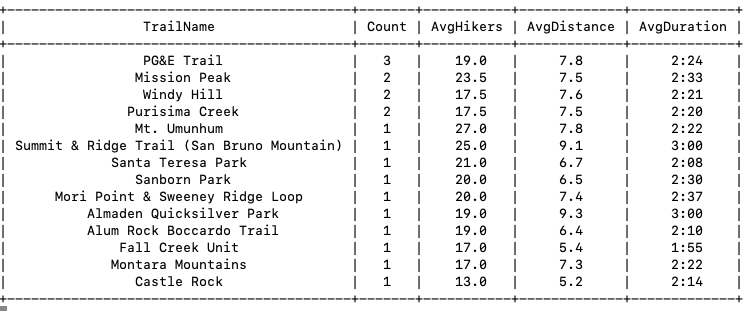 +------------------------------------------+-------+-----------+-------------+-------------+
|                TrailName                 | Count | AvgHikers | AvgDistance | AvgDuration |
+------------------------------------------+-------+-----------+-------------+-------------+
|                PG&E Trail                |   3   |    19.0   |     7.8     |     2:24    |
|               Mission Peak               |   2   |    23.5   |     7.5     |     2:33    |
|                Windy Hill                |   2   |    17.5   |     7.6     |     2:21    |
|              Purisima Creek              |   2   |    17.5   |     7.5     |     2:20    |
|               Mt. Umunhum                |   1   |    27.0   |     7.8     |     2:22    |
| Summit & Ridge Trail (San Bruno Mountain) |   1   |    25.0   |     9.1     |     3:00    |
|            Santa Teresa Park             |   1   |    21.0   |     6.7     |     2:08    |
|               Sanborn Park               |   1   |    20.0   |     6.5     |     2:30    |
|     Mori Point & Sweeney Ridge Loop      |   1   |    20.0   |     7.4     |     2:37    |
|         Almaden Quicksilver Park         |   1   |    19.0   |     9.3     |     3:00    |
|         Alum Rock Boccardo Trail         |   1   |    19.0   |     6.4     |     2:10    |
|             Fall Creek Unit              |   1   |    17.0   |     5.4     |     1:55    |
|            Montara Mountains             |   1   |    17.0   |     7.3     |     2:22    |
|               Castle Rock                |   1   |    13.0   |     5.2     |     2:14    |
+------------------------------------------+-------+-----------+-------------+-------------+